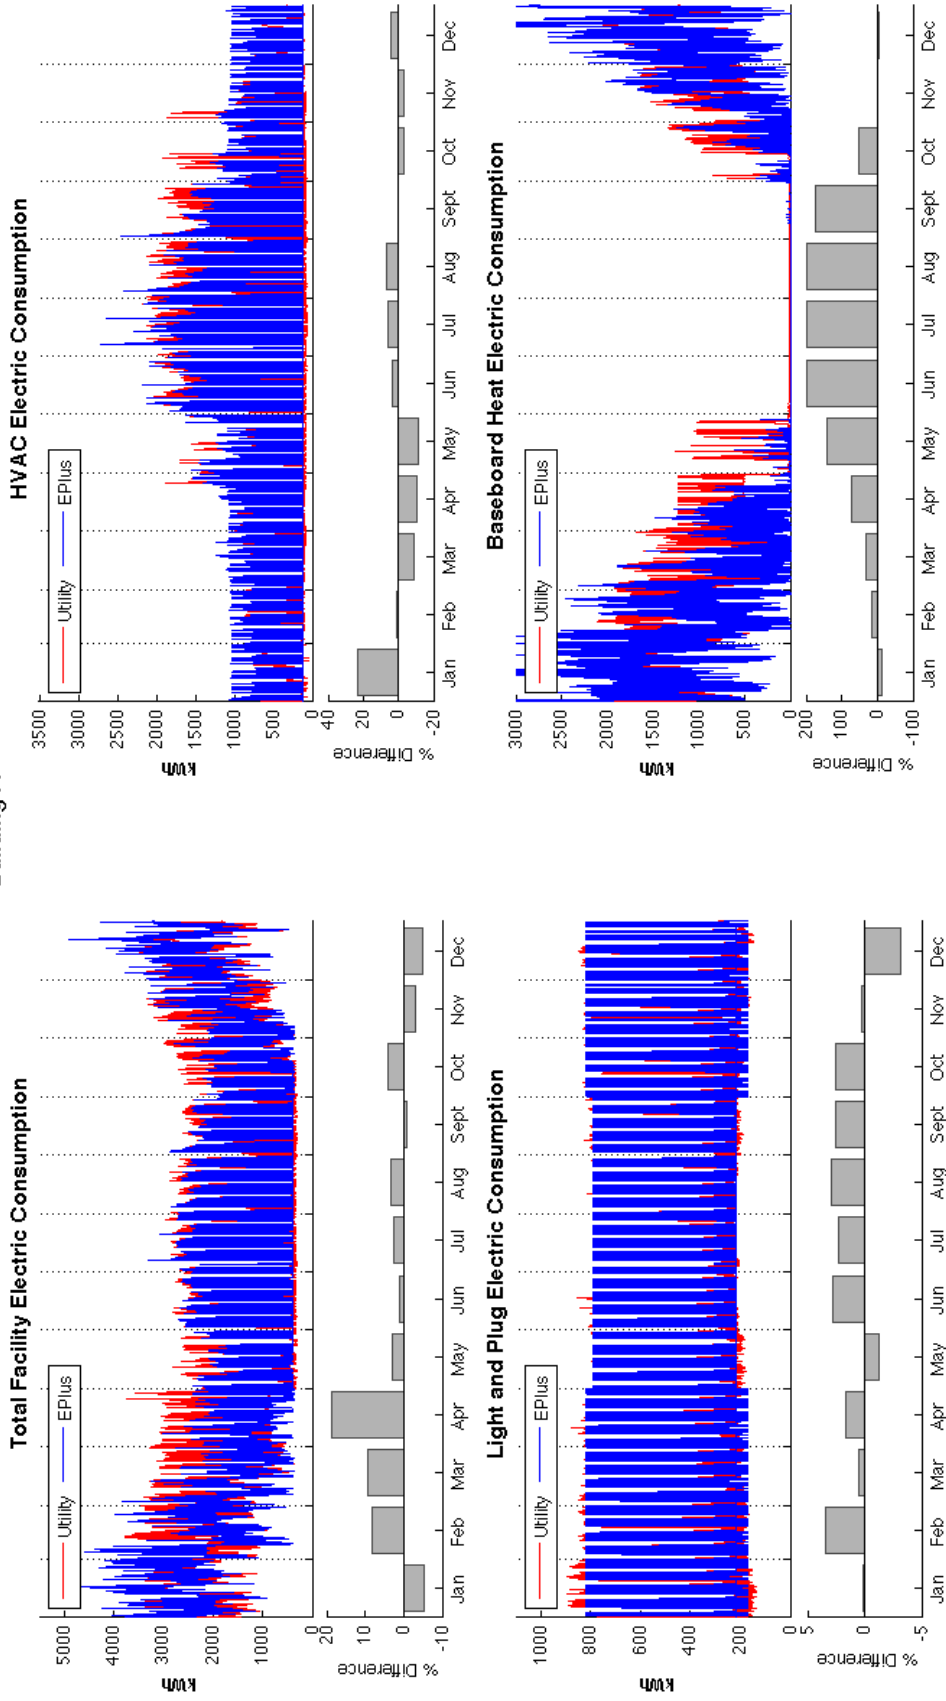 Total Facility Electric Consumption
Utility
EPlus
kWh
5000
4000
3000
2000
1000
0
% Difference
20
10
0
-10
Jan Feb Mar Apr May Jun Jul Aug Sept Oct Nov Dec
HVAC Electric Consumption
Utility
EPlus
kWh
3500
3000
2500
2000
1500
1000
500
0
% Difference
40
20
0
-20
Jan Feb Mar Apr May Jun Jul Aug Sept Oct Nov Dec
Light and Plug Electric Consumption
Utility
EPlus
kWh
1000
800
600
400
200
0
% Difference
5
0
-5
Jan Feb Mar Apr May Jun Jul Aug Sept Oct Nov Dec
Baseboard Heat Electric Consumption
Utility
EPlus
kWh
3000
2500
2000
1500
1000
500
0
% Difference
200
100
0
-100
Jan Feb Mar Apr May Jun Jul Aug Sept Oct Nov Dec